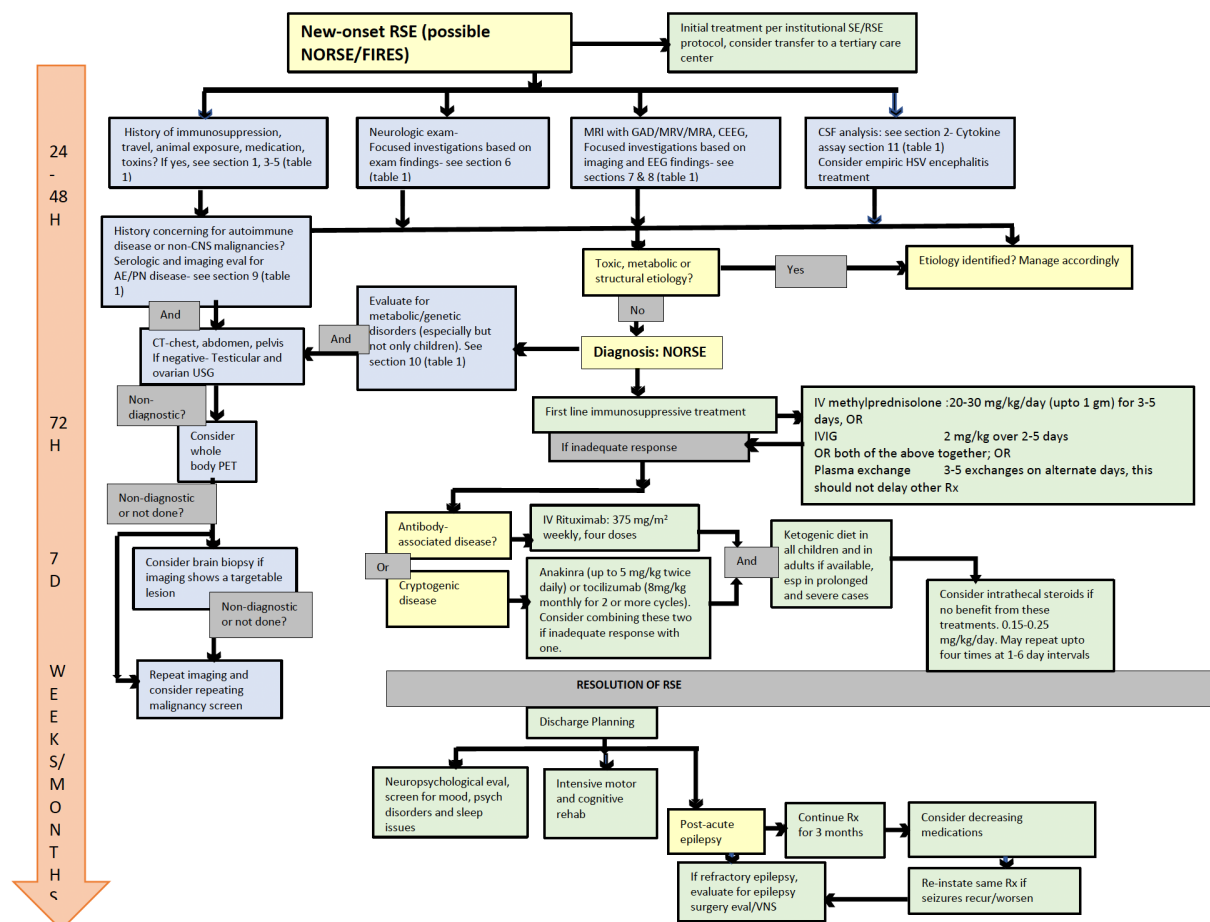 New-onset RSE (possible
NORSE/FIRES)
Initial treatment per institutional SE/RSE
protocol, consider transfer to a tertiary care
center
24
-
48
H
History of immunosuppression,
travel, animal exposure, medication,
toxins? If yes, see section 1, 3-5 (table
1)
Neurologic exam-
Focused investigations based on
exam findings- see section 6
(table 1)
MRI with GAD/MRV/MRA, CEEG,
Focused investigations based on
imaging and EEG findings- see
sections 7 & 8 (table 1)
CSF analysis: see section 2- Cytokine
assay section 11 (table 1)
Consider empiric HSV encephalitis
treatment
History concerning for autoimmune
disease or non-CNS malignancies?
Serologic and imaging eval for
AE/PN disease- see section 9 (table
1)
Toxic, metabolic or
structural etiology?
Yes
Etiology identified? Manage accordingly
And
No
Evaluate for
metabolic/genetic
disorders (especially but
not only children). See
section 10 (table 1)
And
CT-chest, abdomen, pelvis
If negative- Testicular and
ovarian USG
Diagnosis: NORSE
72
H
Non-
diagnostic?
Consider
whole
body PET
First line immunosuppressive treatment
If inadequate response
IV methylprednisolone :20-30 mg/kg/day (upto 1 gm) for 3-5
days, OR
IVIG 2 mg/kg over 2-5 days
OR both of the above together; OR
Plasma exchange 3-5 exchanges on alternate days, this
should not delay other Rx
Non-diagnostic
or not done?
7
D
Antibody-
associated disease?
IV Rituximab: 375 mg/m²
weekly, four doses
Or
Cryptogenic
disease
Anakinra (up to 5 mg/kg twice
daily) or tocilizumab (8mg/kg
monthly for 2 or more cycles).
Consider combining these two
if inadequate response with
one.
And
Ketogenic diet in
all children and in
adults if available,
esp in prolonged
and severe cases
Consider intrathecal steroids if
no benefit from these
treatments. 0.15-0.25
mg/kg/day. May repeat upto
four times at 1-6 day intervals
Consider brain biopsy if
imaging shows a targetable
lesion
Non-diagnostic
or not done?
Repeat imaging and
consider repeating
malignancy screen
W
E
E
K
S/
M
O
N
T
H
S
RESOLUTION OF RSE
Discharge Planning
Neuropsychological eval,
screen for mood, psych
disorders and sleep
issues
Intensive motor
and cognitive
rehab
Post-acute
epilepsy
Continue Rx
for 3 months
Consider decreasing
medications
If refractory epilepsy,
evaluate for epilepsy
surgery eval/VNS
Re-instate same Rx if
seizures recur/worsen